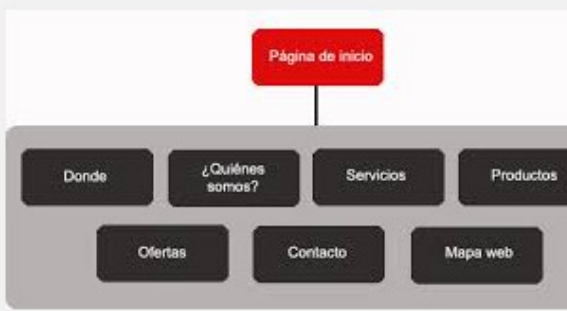 Página de inicio
Donde
¿Quiénes
somos?
Servicios
Productos
Ofertas
Contacto
Mapa web